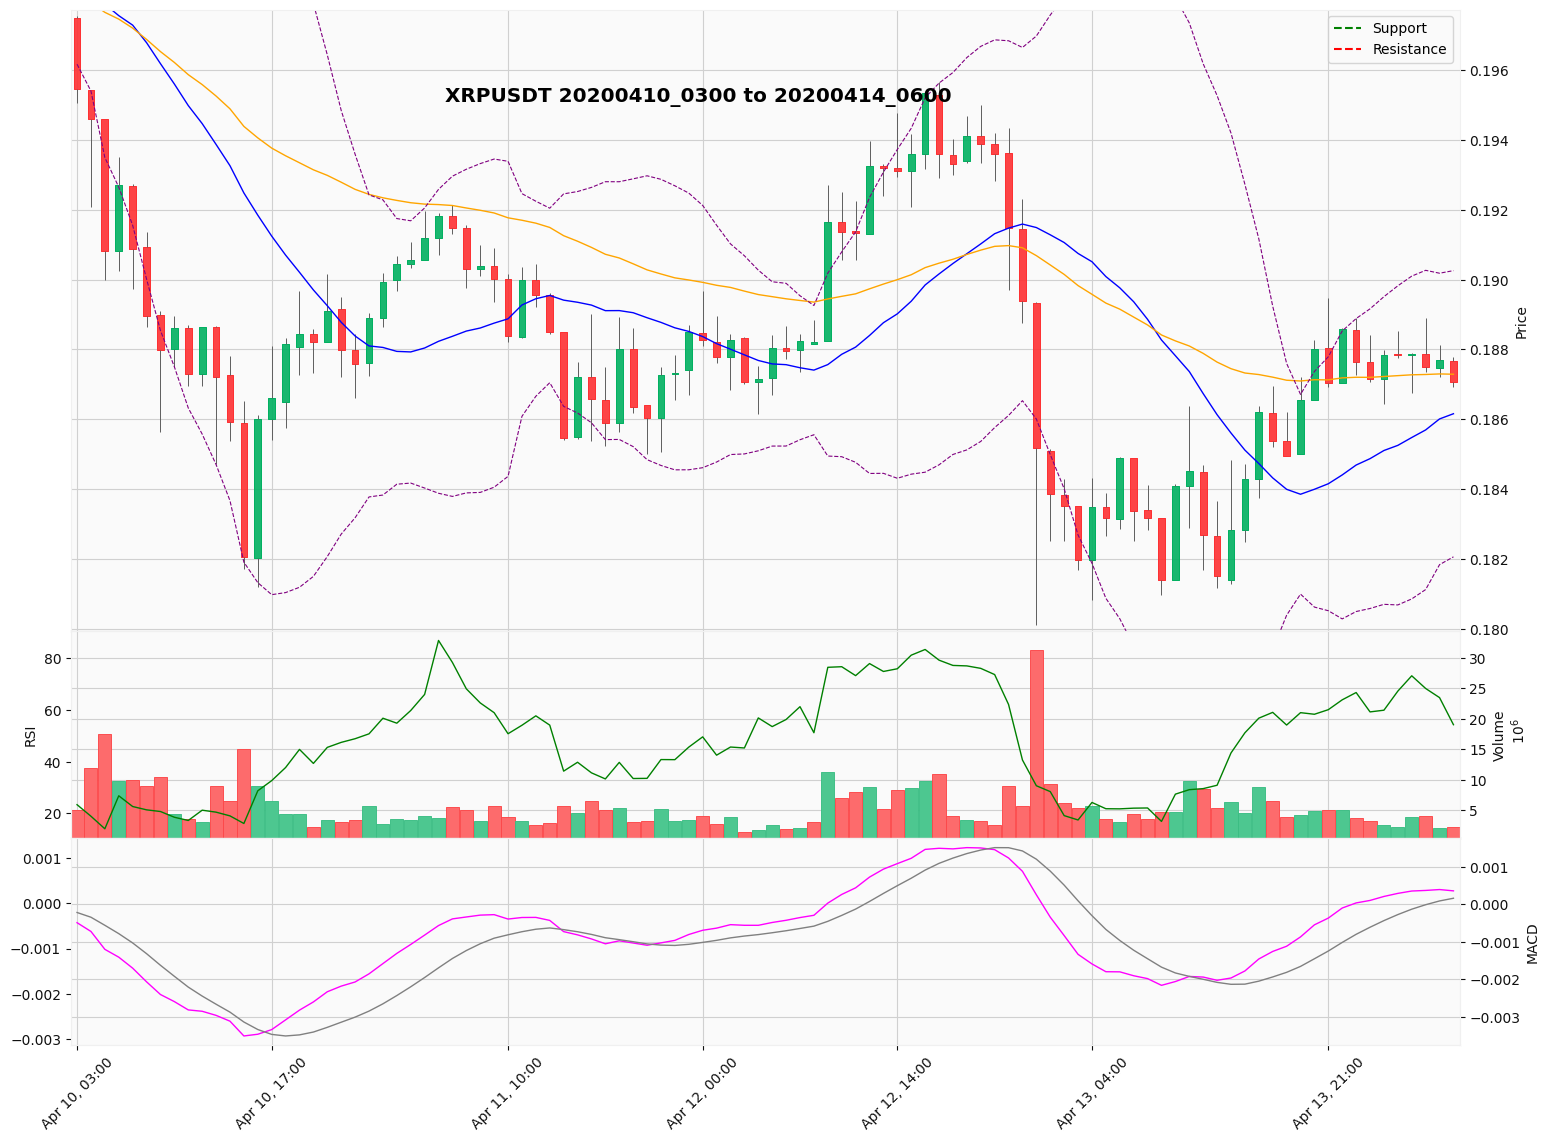 XRPUSDT 20200410_0300 to 20200414_0600
Support
Resistance
0.196
0.194
0.192
0.190
0.188
0.186
0.184
0.182
0.180
Price
80
60
40
20
RSI
30
25
20
15
10
5
Volume
10^6
0.001
0.000
−0.001
−0.002
−0.003
0.001
0.000
−0.001
−0.002
−0.003
MACD
Apr 10, 03:00
Apr 10, 17:00
Apr 11, 10:00
Apr 12, 00:00
Apr 12, 14:00
Apr 13, 04:00
Apr 13, 21:00